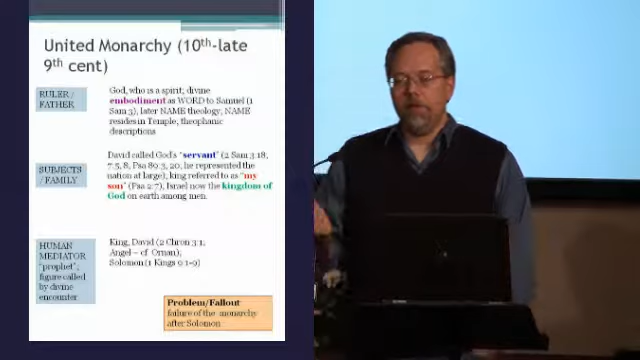 United Monarchy (10th-late
9th cent)
RULER /
FATHER
God, who is a spirit; divine
embodiment as WORD to Samuel (1
Sam 3), later NAME theology, NAME
resides in Temple, theophanic
descriptions
SUBJECTS
/ FAMILY
David called God's "servant" (2 Sam 3:18,
7:5, 8, Psa 89:3, 20, he represented the
nation at large); king referred to as "my
son" (Psa 2:7); Israel now the kingdom of
God on earth among men.
HUMAN
MEDIATOR
"prophet";
figure called
by divine
encounter
King, David (2 Chron 3:1;
Angel – cf Ornan);
Solomon (1 Kings 9:1-9)
Problem/Fallout
failure of the monarchy
after Solomon